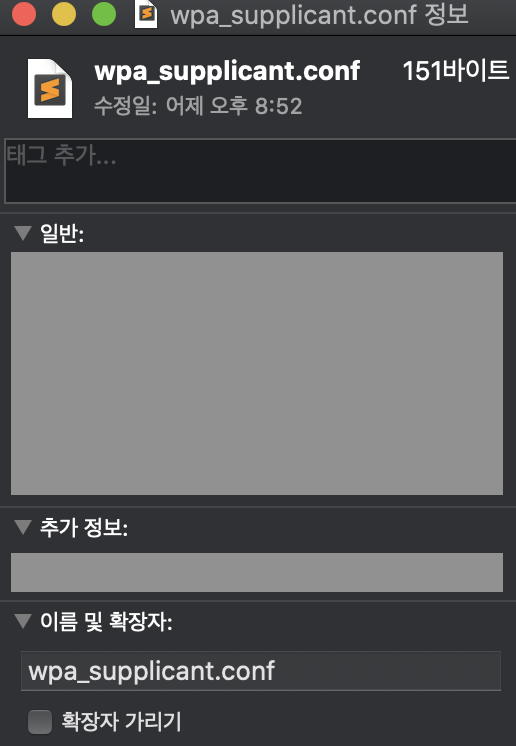 wpa_supplicant.conf 정보
wpa_supplicant.conf 151바이트
수정일: 어제 오후 8:52
태그 추가...
일반:
추가 정보:
이름 및 확장자:
wpa_supplicant.conf
확장자 가리기